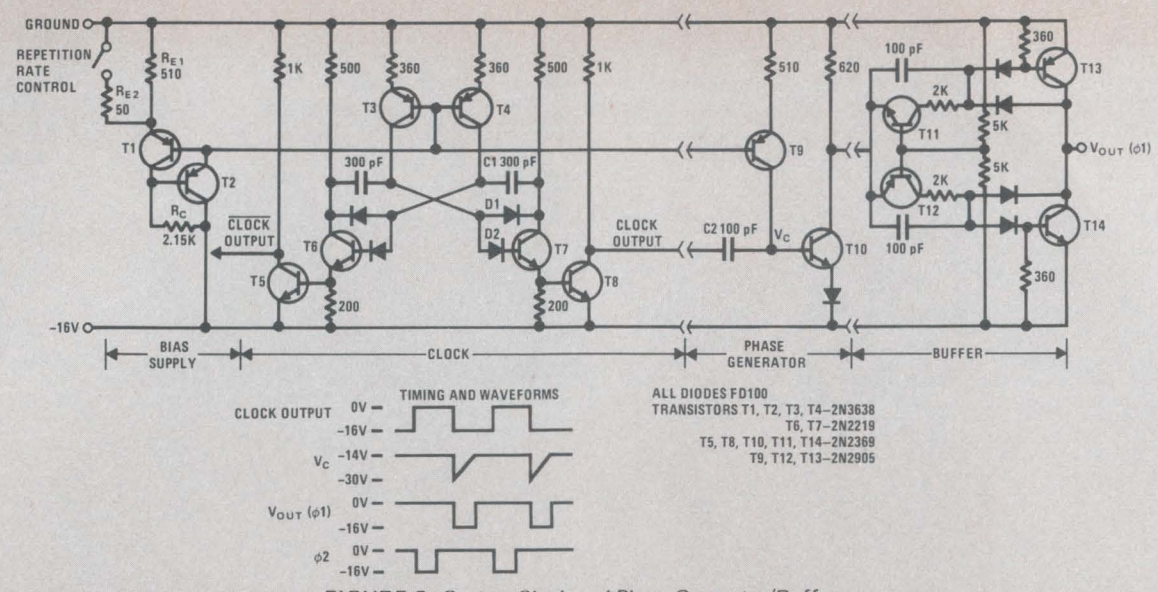 GROUND
REPETITION
RATE
CONTROL
RE1
510
RE2
50
T1
T2
RC
2.15K
-16V
1K
500
360
360
500
1K
T3
T4
300 pF
C1 300 pF
D1
D2
CLOCK
OUTPUT
T6
T7
T5
T8
200
200
CLOCK
OUTPUT
510
620
T9
C2 100 pF
VC
T10
100 pF
360
T13
2K
T11
5K
5K
VOUT (ϕ1)
2K
T12
T14
100 pF
360
BIAS
SUPPLY
CLOCK
PHASE
GENERATOR
BUFFER
TIMING AND WAVEFORMS
CLOCK OUTPUT
0V
-16V
VC
-14V
-30V
VOUT (ϕ1)
0V
-16V
ϕ2
0V
-16V
ALL DIODES FD100
TRANSISTORS T1, T2, T3, T4–2N3638
T6, T7–2N2219
T5, T8, T10, T11, T14–2N2369
T9, T12, T13–2N2905